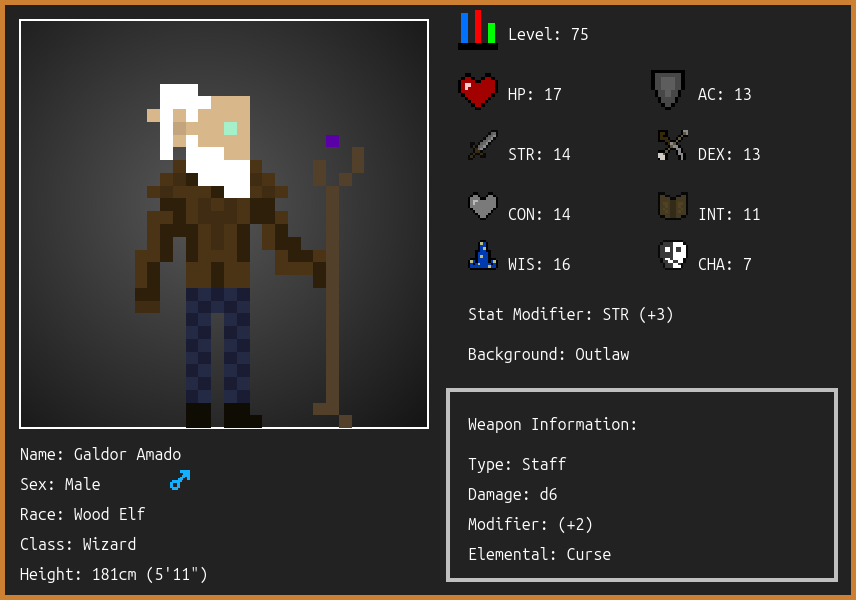 Level: 75
HP: 17
AC: 13
STR: 14
DEX: 13
CON: 14
INT: 11
WIS: 16
CHA: 7
Stat Modifier: STR (+3)
Background: Outlaw
Name: Galdor Amado
Sex: Male
Race: Wood Elf
Class: Wizard
Height: 181cm (5'11")
Weapon Information:
Type: Staff
Damage: d6
Modifier: (+2)
Elemental: Curse